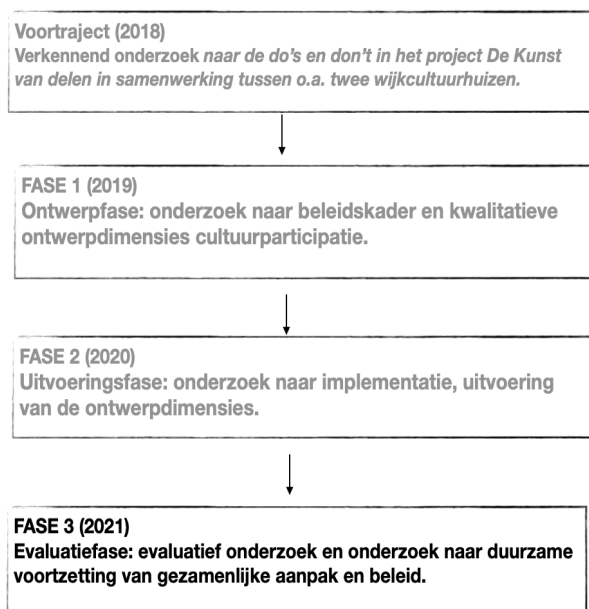 Voortraject (2018)
Verkennend onderzoek naar de do’s en don’t in het project De Kunst
van delen in samenwerking tussen o.a. twee wijkcultuurhuizen.
FASE 1 (2019)
Ontwerpfase: onderzoek naar beleidskader en kwalitatieve
ontwerpdimensies cultuurparticipatie.
FASE 2 (2020)
Uitvoeringsfase: onderzoek naar implementatie, uitvoering
van de ontwerpdimensies.
FASE 3 (2021)
Evaluatiefase: evaluatief onderzoek en onderzoek naar duurzame
voortzetting van gezamenlijke aanpak en beleid.